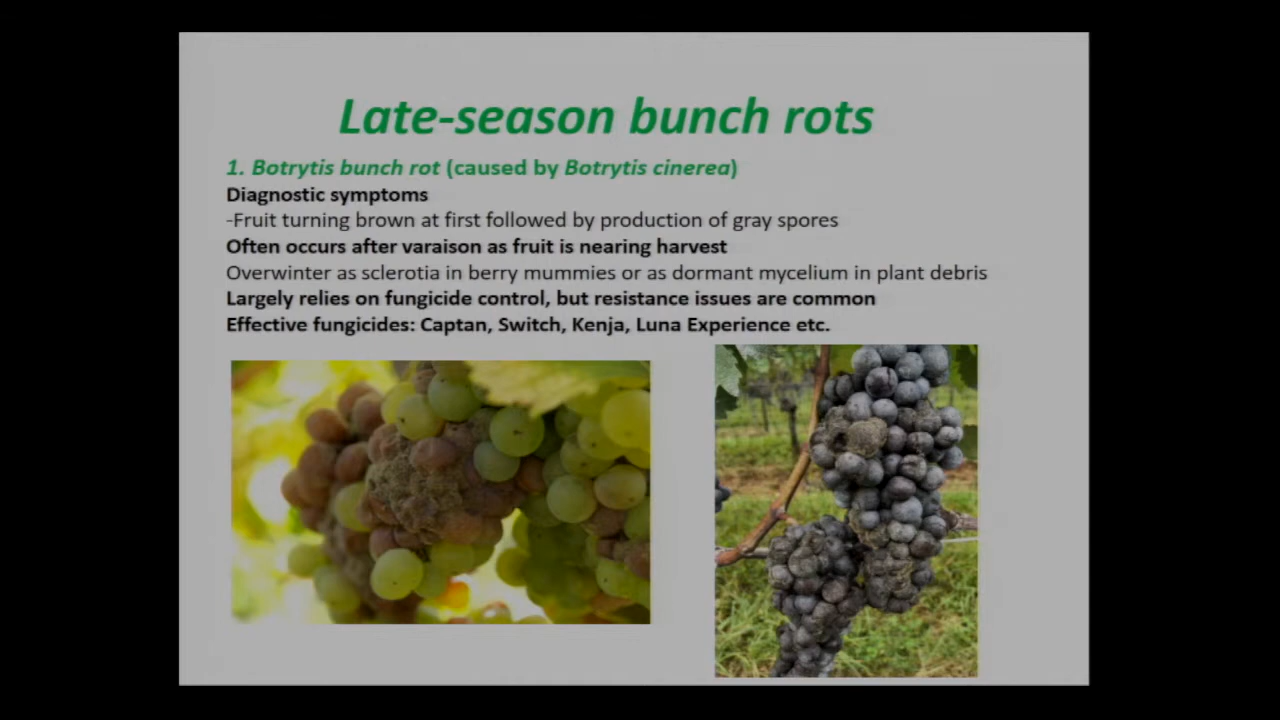 Late-season bunch rots
1. Botrytis bunch rot (caused by Botrytis cinerea)
Diagnostic symptoms
-Fruit turning brown at first followed by production of gray spores
Often occurs after varaison as fruit is nearing harvest
Overwinter as sclerotia in berry mummies or as dormant mycelium in plant debris
Largely relies on fungicide control, but resistance issues are common
Effective fungicides: Captan, Switch, Kenja, Luna Experience etc.